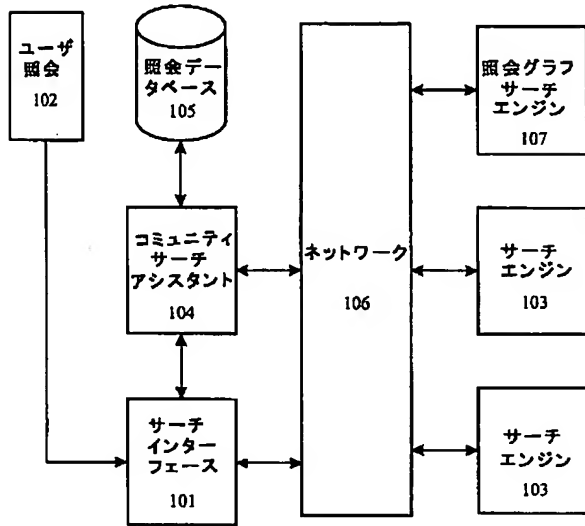 ユーザ
照会
102
照会デー
タベース
105
コミュニティ
サーチ
アシスタント
104
サーチ
インター
フェース
101
ネットワーク
106
照会グラフ
サーチ
エンジン
107
サーチ
エンジン
103
サーチ
エンジン
103